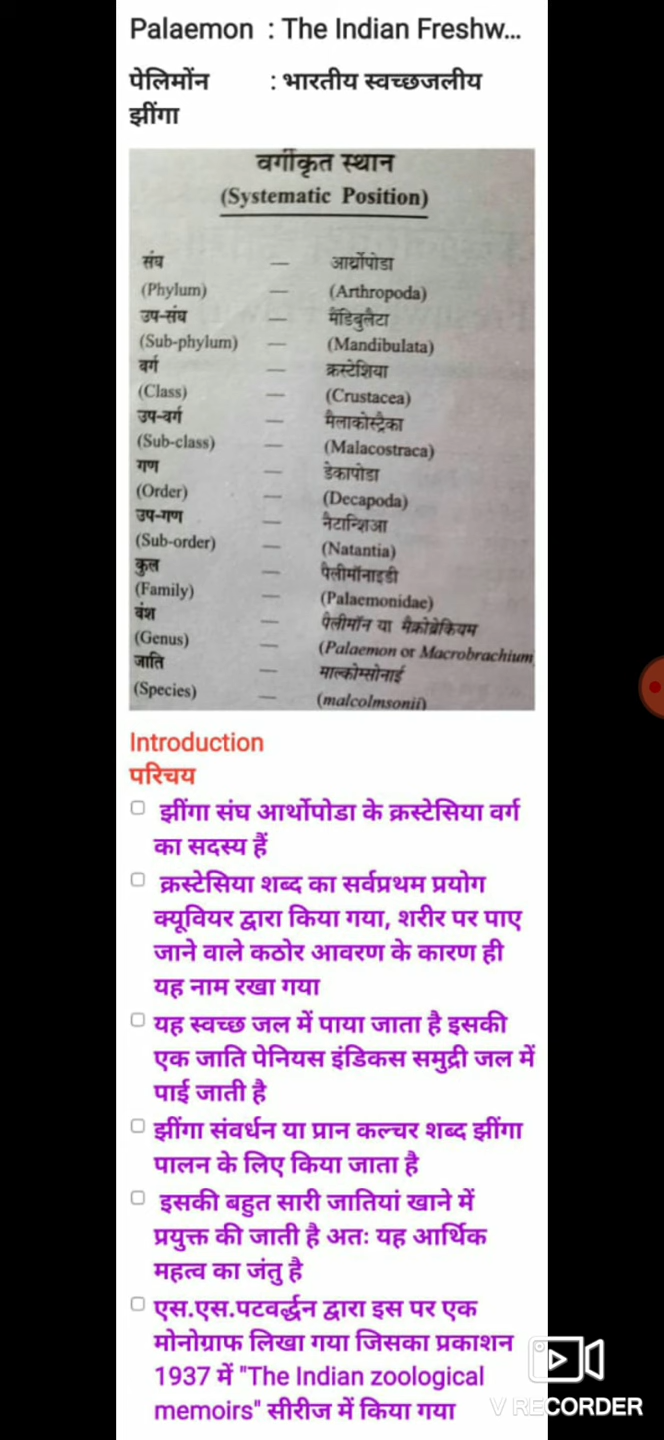 Palaemon : The Indian Freshw...
पेलिमोंन : भारतीय स्वच्छजलीय
झींगा
वर्गीकृत स्थान
(Systematic Position)
संघ — आर्थ्रोपोडा
(Phylum) — (Arthropoda)
उप-संघ — मैंडिबुलैटा
(Sub-phylum) — (Mandibulata)
वर्ग — क्रस्टेशिया
(Class) — (Crustacea)
उप-वर्ग — मैलाकोस्ट्रैका
(Sub-class) — (Malacostraca)
गण — डेकापोडा
(Order) — (Decapoda)
उप-गण — नैटान्शिआ
(Sub-order) — (Natantia)
कुल — पैलीमॉनाइडी
(Family) — (Palaemonidae)
वंश — पैलीमॉन या मैक्रोब्रेकियम
(Genus) — (Palaemon or Macrobrachium
जाति — माल्कोम्सोनाई
(Species) — (malcolmsonii)
Introduction
परिचय
झींगा संघ आर्थोपोडा के क्रस्टेसिया वर्ग
का सदस्य हैं
क्रस्टेसिया शब्द का सर्वप्रथम प्रयोग
क्यूवियर द्वारा किया गया, शरीर पर पाए
जाने वाले कठोर आवरण के कारण ही
यह नाम रखा गया
यह स्वच्छ जल में पाया जाता है इसकी
एक जाति पेनियस इंडिकस समुद्री जल में
पाई जाती है
झींगा संवर्धन या प्रान कल्चर शब्द झींगा
पालन के लिए किया जाता है
इसकी बहुत सारी जातियां खाने में
प्रयुक्त की जाती है अतः यह आर्थिक
महत्व का जंतु है
एस.एस.पटवर्द्धन द्वारा इस पर एक
मोनोग्राफ लिखा गया जिसका प्रकाशन
1937 में "The Indian zoological
memoirs" सीरीज में किया गया
V RECORDER